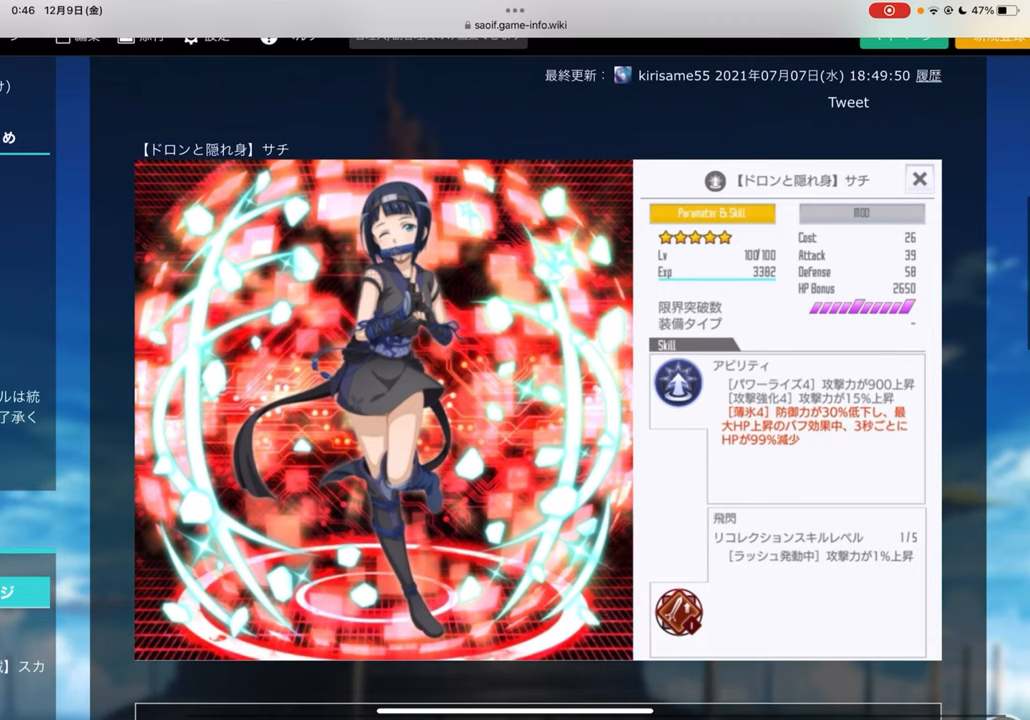 0:46 12月9日(金)
saoif.game-info.wiki
47%
最終更新： kirisame55 2021年07月07日(水) 18:49:50 履歴
Tweet
【ドロンと隠れ身】サチ
【ドロンと隠れ身】サチ
Parameter & Skill
MOD
Lv 100/100
Exp 3382
Cost 26
Attack 39
Defense 58
HP Bonus 2650
限界突破数
装備タイプ -
Skill
アビリティ
［パワーライズ4］攻撃力が900上昇
［攻撃強化4］攻撃力が15%上昇
［薄氷4］防御力が30%低下し、最
大HP上昇のバフ効果中、3秒ごとに
HPが99%減少
飛閃
リコレクションスキルレベル 1/5
［ラッシュ発動中］攻撃力が1%上昇
め
ルは統
了承く
ジ
】スカ